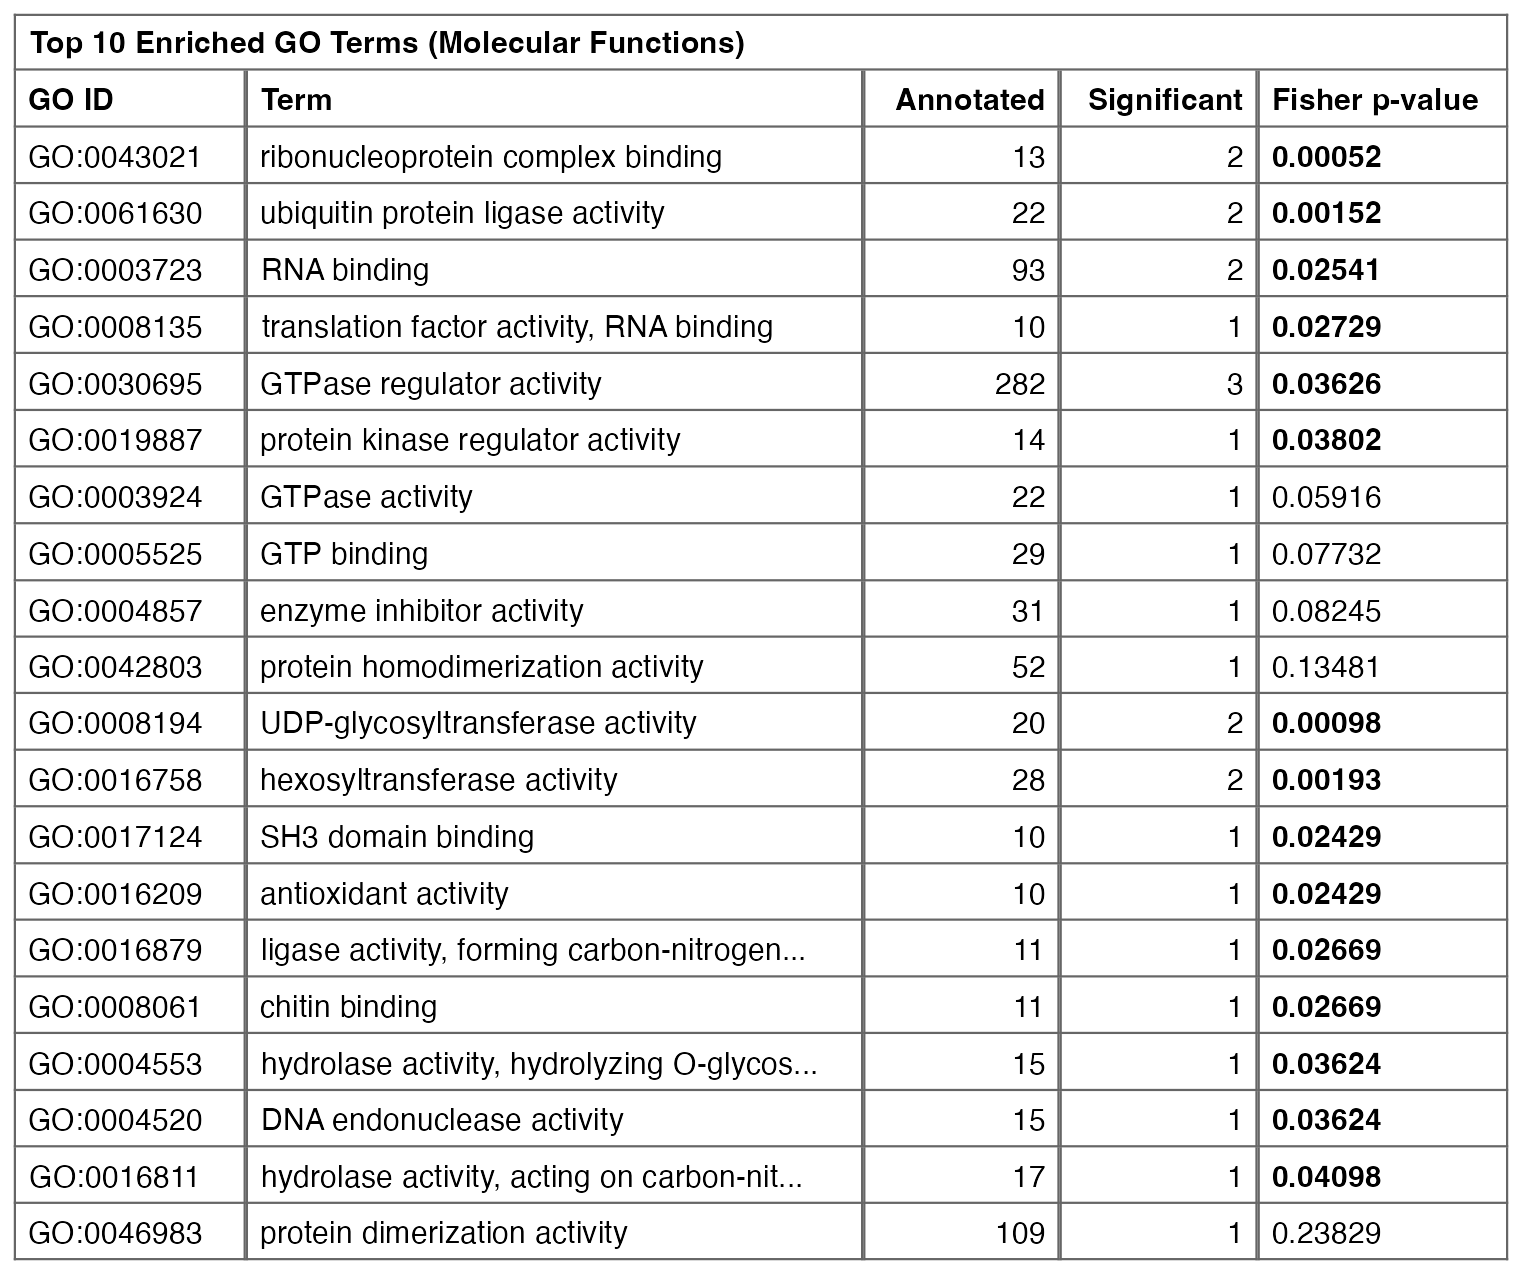 Top 10 Enriched GO Terms (Molecular Functions)
GO ID Term Annotated Significant Fisher p-value
GO:0043021 ribonucleoprotein complex binding 13 2 0.00052
GO:0061630 ubiquitin protein ligase activity 22 2 0.00152
GO:0003723 RNA binding 93 2 0.02541
GO:0008135 translation factor activity, RNA binding 10 1 0.02729
GO:0030695 GTPase regulator activity 282 3 0.03626
GO:0019887 protein kinase regulator activity 14 1 0.03802
GO:0003924 GTPase activity 22 1 0.05916
GO:0005525 GTP binding 29 1 0.07732
GO:0004857 enzyme inhibitor activity 31 1 0.08245
GO:0042803 protein homodimerization activity 52 1 0.13481
GO:0008194 UDP-glycosyltransferase activity 20 2 0.00098
GO:0016758 hexosyltransferase activity 28 2 0.00193
GO:0017124 SH3 domain binding 10 1 0.02429
GO:0016209 antioxidant activity 10 1 0.02429
GO:0016879 ligase activity, forming carbon-nitrogen... 11 1 0.02669
GO:0008061 chitin binding 11 1 0.02669
GO:0004553 hydrolase activity, hydrolyzing O-glycos... 15 1 0.03624
GO:0004520 DNA endonuclease activity 15 1 0.03624
GO:0016811 hydrolase activity, acting on carbon-nit... 17 1 0.04098
GO:0046983 protein dimerization activity 109 1 0.23829